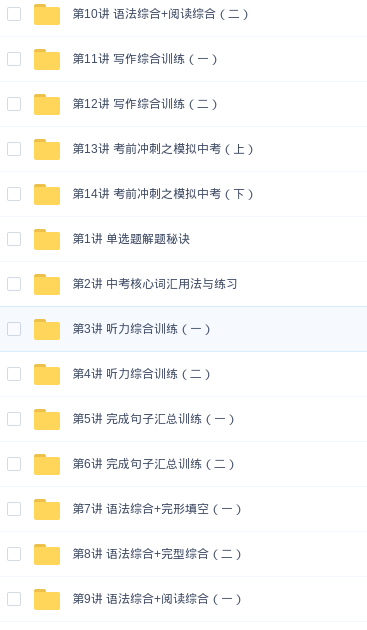 第10讲 语法综合+阅读综合（二）
第11讲 写作综合训练（一）
第12讲 写作综合训练（二）
第13讲 考前冲刺之模拟中考（上）
第14讲 考前冲刺之模拟中考（下）
第1讲 单选题解题秘诀
第2讲 中考核心词汇用法与练习
第3讲 听力综合训练（一）
第4讲 听力综合训练（二）
第5讲 完成句子汇总训练（一）
第6讲 完成句子汇总训练（二）
第7讲 语法综合+完形填空（一）
第8讲 语法综合+完型综合（二）
第9讲 语法综合+阅读综合（一）